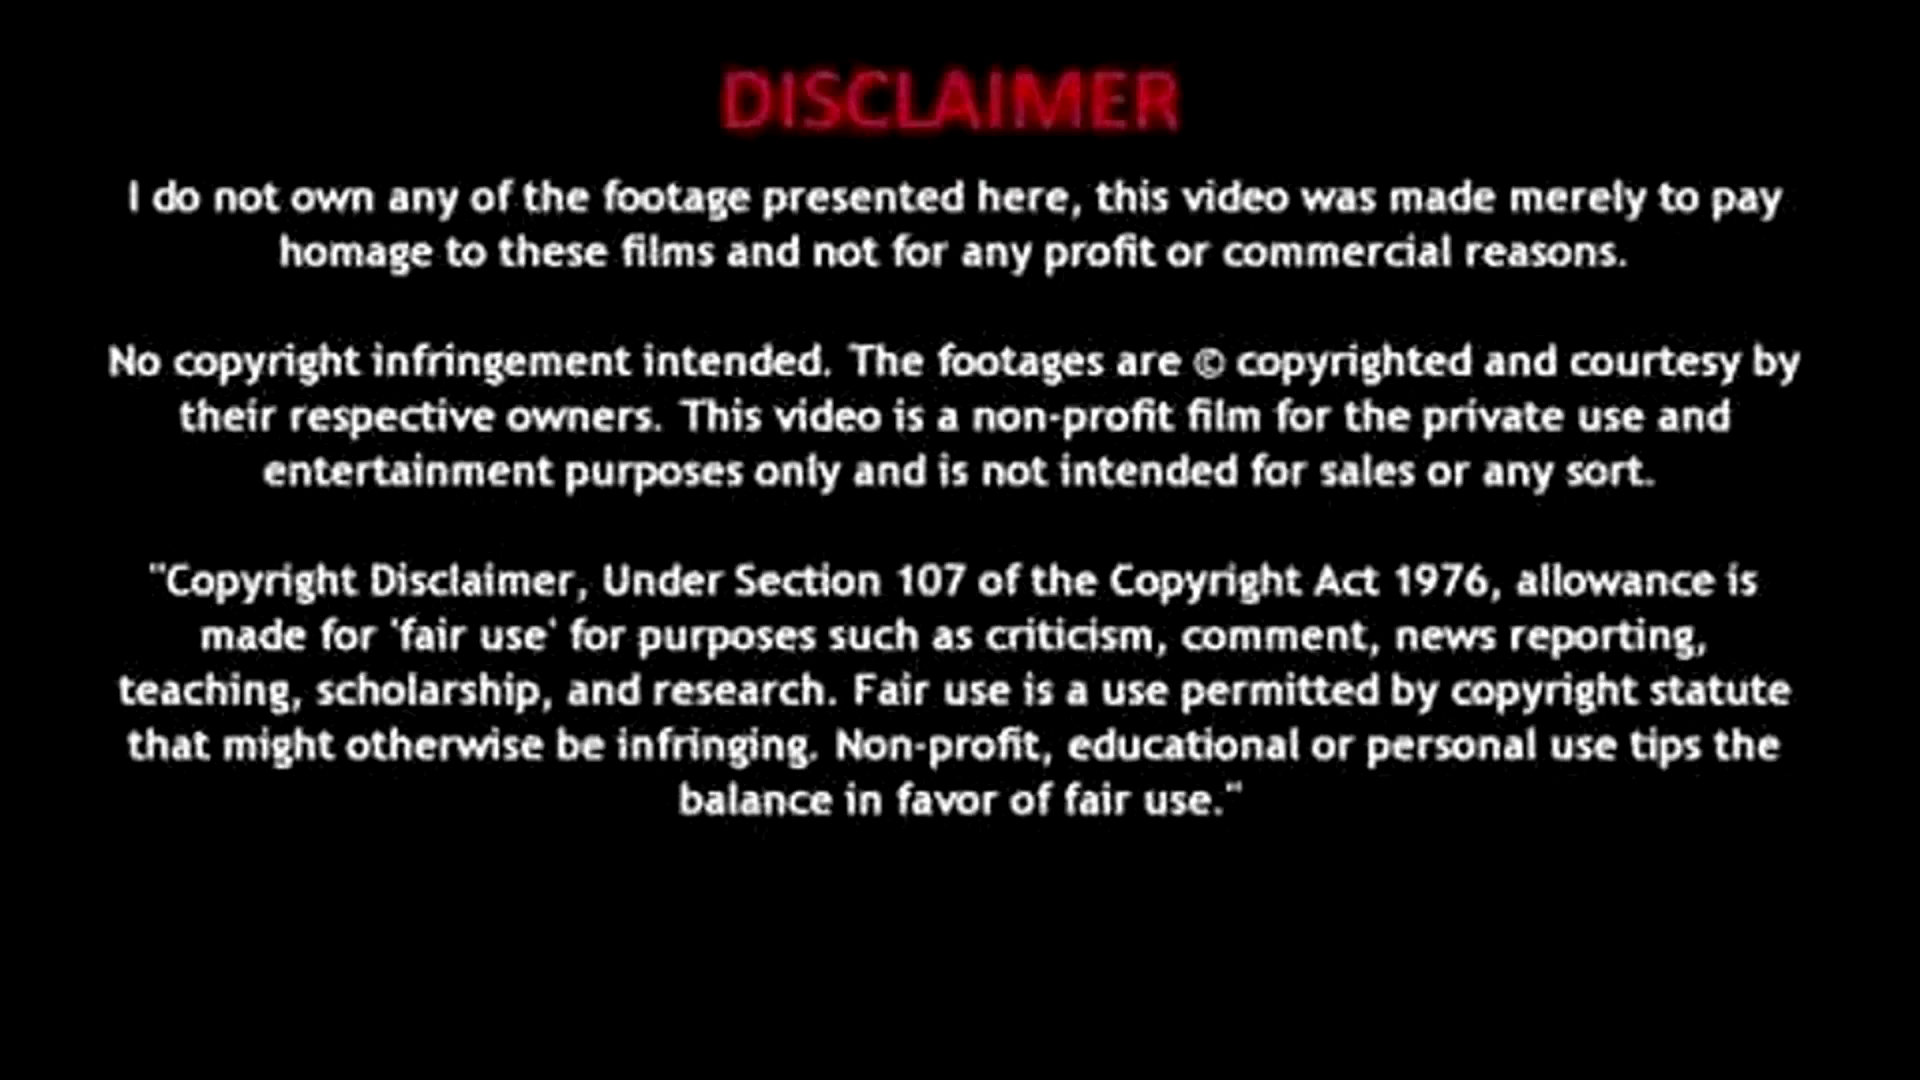 DISCLAIMER
I do not own any of the footage presented here, this video was made merely to pay
homage to these films and not for any profit or commercial reasons.
No copyright infringement intended. The footages are © copyrighted and courtesy by
their respective owners. This video is a non-profit film for the private use and
entertainment purposes only and is not intended for sales or any sort.
"Copyright Disclaimer, Under Section 107 of the Copyright Act 1976, allowance is
made for 'fair use' for purposes such as criticism, comment, news reporting,
teaching, scholarship, and research. Fair use is a use permitted by copyright statute
that might otherwise be infringing. Non-profit, educational or personal use tips the
balance in favor of fair use."